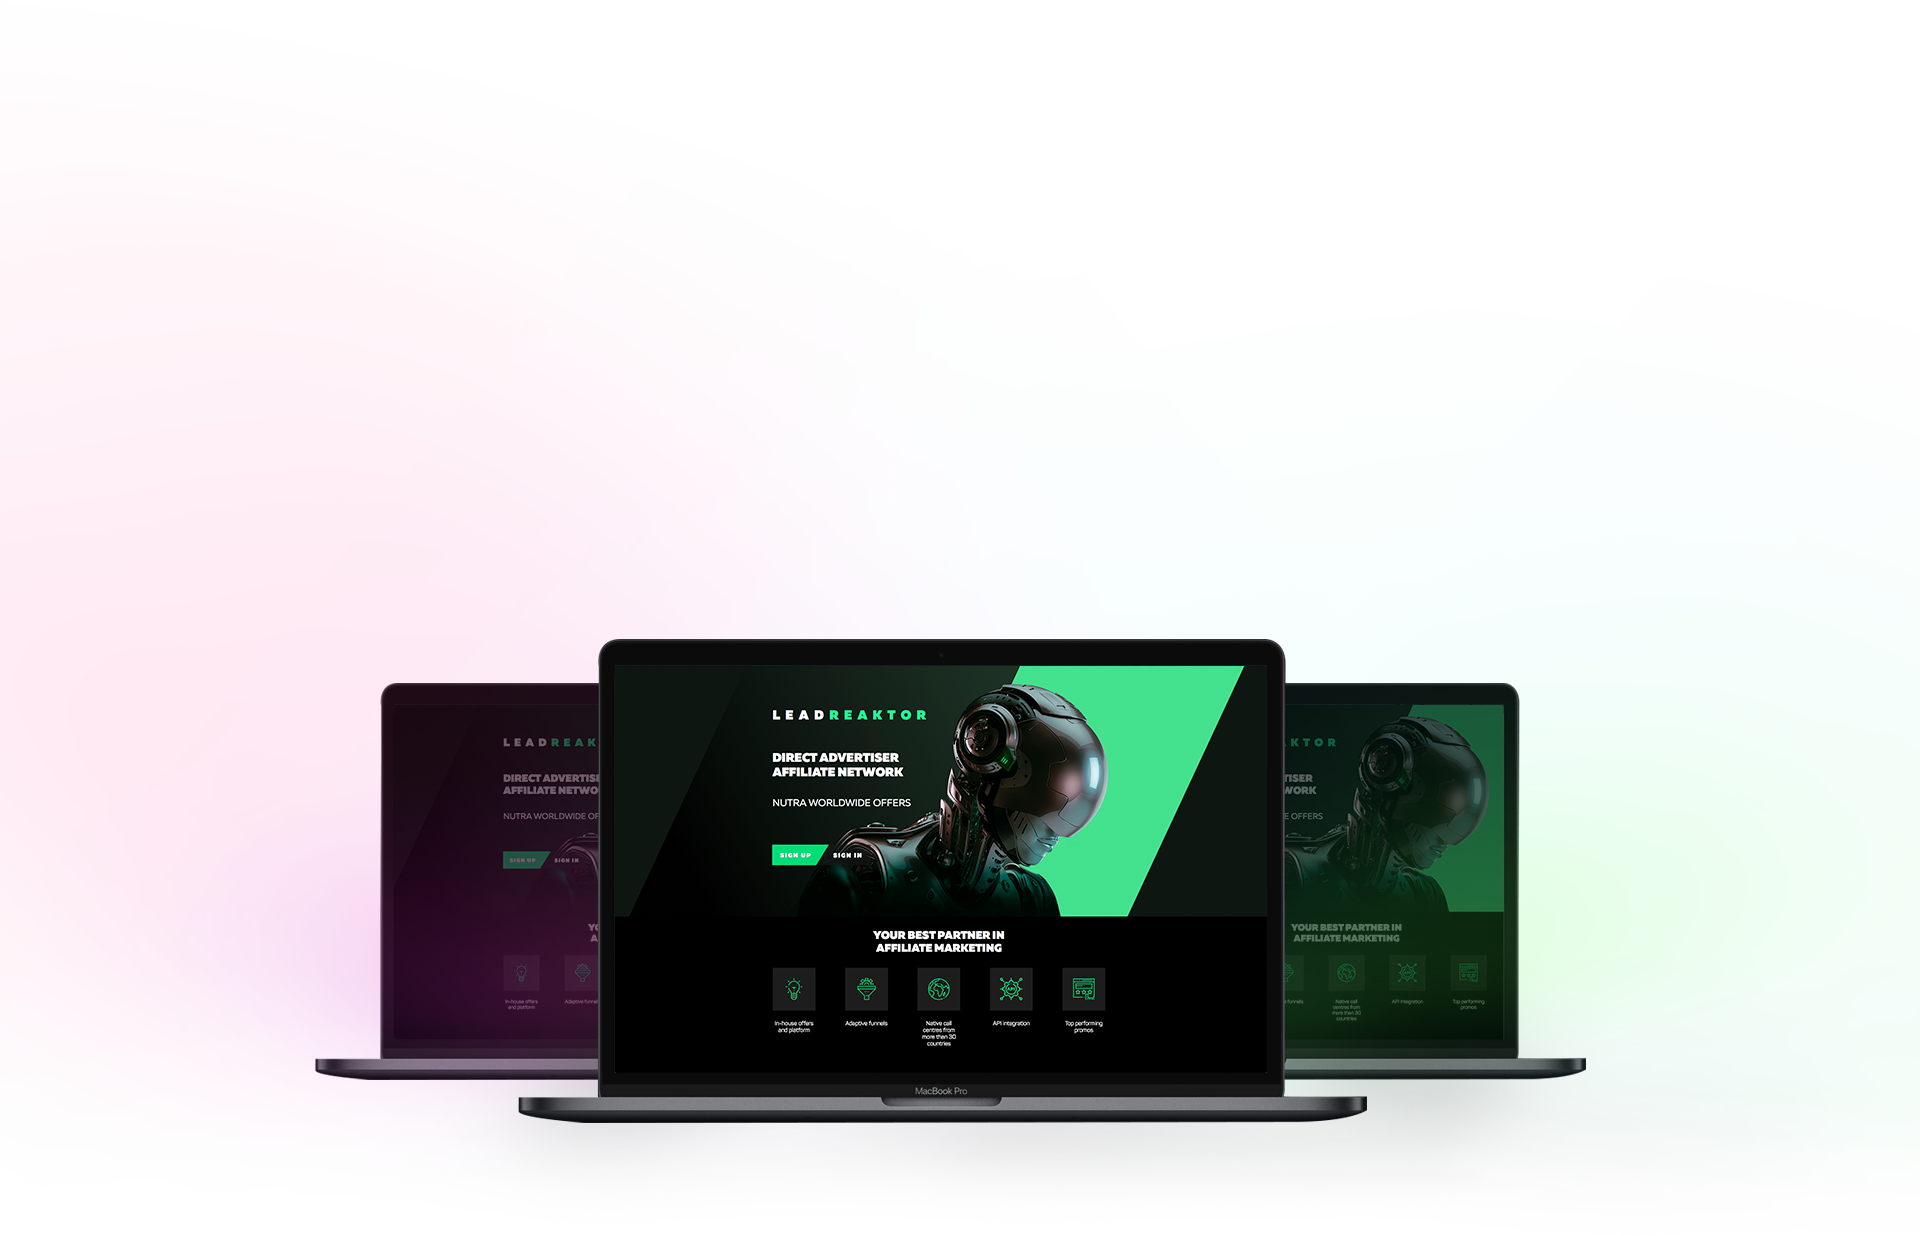 LEADREAKTOR
DIRECT ADVERTISER
AFFILIATE NETWORK
NUTRA WORLDWIDE OFFERS
SIGN UP SIGN IN
YOUR BEST PARTNER IN
AFFILIATE MARKETING
In-house offers
and platform
Adaptive funnels
Native call
centres from
more then 30
countries
API integration
Top performing
promos
MacBook Pro
LEADREAK
DIRECT ADVERTISE
AFFILIATE NETWO
NUTRA WORLDWIDE OF
SIGN UP SIGN IN
YO
A
In-house offers
and platform
Adaptive funnel
KTOR
TISER
WORK
E OFFERS
YOUR BEST PARTNER IN
AFFILIATE MARKETING
funnels
Native call
centres from
more then 30
countries
API integration
Top performing
promos